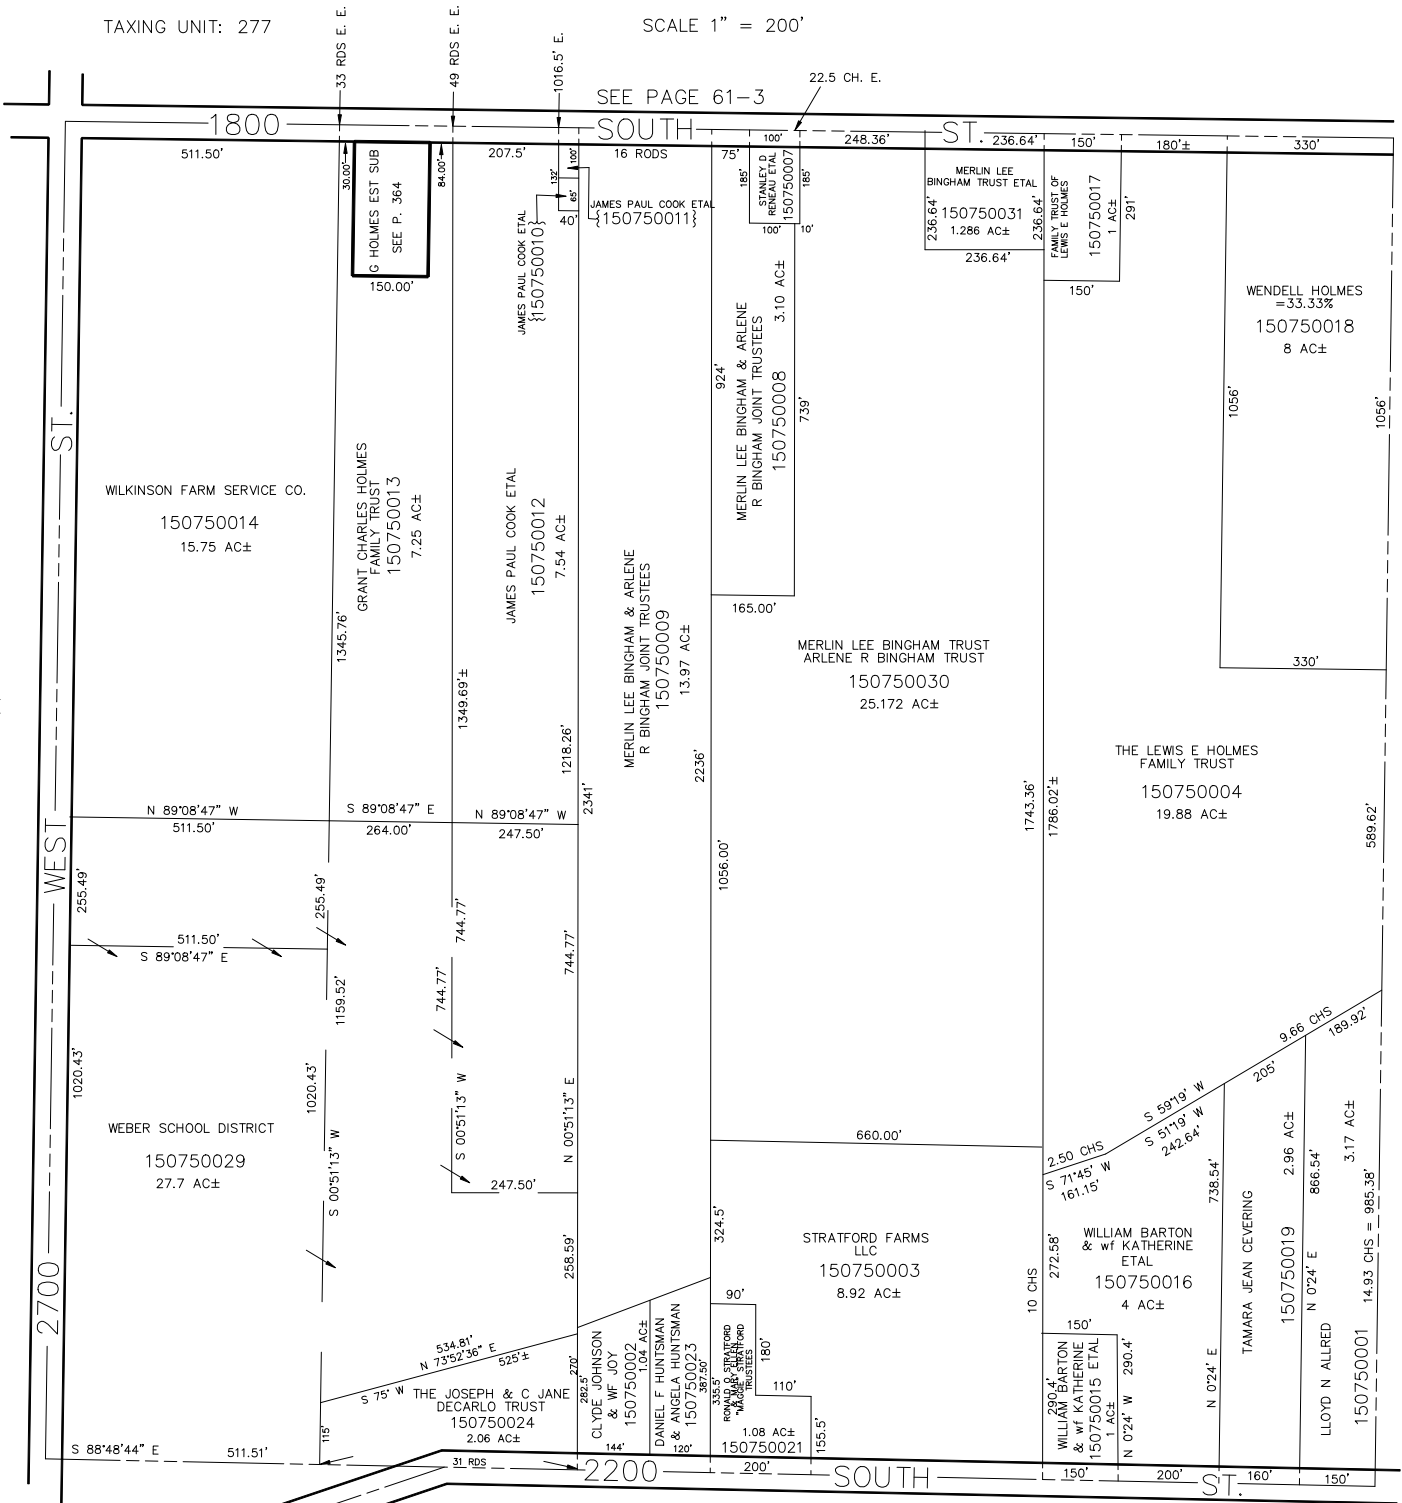 TAXING UNIT: 277
SCALE 1" = 200'
33 RDS E. E.
49 RDS E. E.
1016.5' E.
22.5 CH. E.
SEE PAGE 61-3
1800 SOUTH ST.
511.50'
30.00'
84.00'
207.5'
100'
132'
65'
40'
16 RODS
75'
100'
248.36'
236.64'
150'
180'±
330'
G HOLMES EST SUB
SEE P. 364
150.00'
JAMES PAUL COOK ETAL
{150750010}
JAMES PAUL COOK ETAL
{150750011}
185'
STANLEY D
RENEAU ETAL
150750007
185'
100'
10'
MERLIN LEE
BINGHAM TRUST ETAL
150750031
1.286 AC±
236.64'
236.64'
236.64'
FAMILY TRUST OF
LEWIS E HOLMES
150750017
1 AC±
291'
150'
WENDELL HOLMES
=33.33%
150750018
8 AC±
1056'
1056'
330'
WILKINSON FARM SERVICE CO.
150750014
15.75 AC±
GRANT CHARLES HOLMES
FAMILY TRUST
150750013
7.25 AC±
1345.76'
JAMES PAUL COOK ETAL
150750012
7.54 AC±
1349.69'±
1218.26'
2341'
MERLIN LEE BINGHAM & ARLENE
R BINGHAM JOINT TRUSTEES
150750009
13.97 AC±
2236'
MERLIN LEE BINGHAM & ARLENE
R BINGHAM JOINT TRUSTEES
150750008
3.10 AC±
924'
739'
165.00'
MERLIN LEE BINGHAM TRUST
ARLENE R BINGHAM TRUST
150750030
25.172 AC±
1056.00'
1743.36'
1786.02'±
THE LEWIS E HOLMES
FAMILY TRUST
150750004
19.88 AC±
589.62'
N 89°08'47" W
511.50'
S 89°08'47" E
264.00'
N 89°08'47" W
247.50'
WEST ST.
2700
255.49'
255.49'
511.50'
S 89°08'47" E
744.77'
744.77'
744.77'
1159.52'
1020.43'
1020.43'
S 00°51'13" W
S 00°51'13" W
N 00°51'13" E
247.50'
258.59'
WEBER SCHOOL DISTRICT
150750029
27.7 AC±
660.00'
324.5'
STRATFORD FARMS
LLC
150750003
8.92 AC±
10 CHS
9.66 CHS
189.92'
205'
S 59°19' W
S 51°19' W
242.64'
2.50 CHS
S 71°45' W
161.15'
272.58'
WILLIAM BARTON
& wf KATHERINE
ETAL
150750016
4 AC±
738.54'
N 0°24' E
TAMARA JEAN CEVERING
150750019
2.96 AC±
866.54'
N 0°24' E
LLOYD N ALLRED
150750001
3.17 AC±
14.93 CHS = 985.38'
534.81'
N 73°52'36" E
525'±
S 75° W
THE JOSEPH & C JANE
DECARLO TRUST
150750024
2.06 AC±
115'
270'
282.5'
CLYDE JOHNSON
& WF JOY
150750002
1.04 AC±
144'
DANIEL F HUNTSMAN
& ANGELA HUNTSMAN
150750023
387.50'
120'
90'
335.5'
RONALD O STRATFORD
& MARY ELLEN
"MAGGIE" STRATFORD
TRUSTEES
180'
110'
1.08 AC±
150750021
155.5'
200'
150'
290.4'
WILLIAM BARTON
& wf KATHERINE
150750015 ETAL
1 AC±
N 0°24' W
290.4'
S 88°48'44" E
511.51'
31 RDS
2200 SOUTH ST.
150'
200'
160'
150'